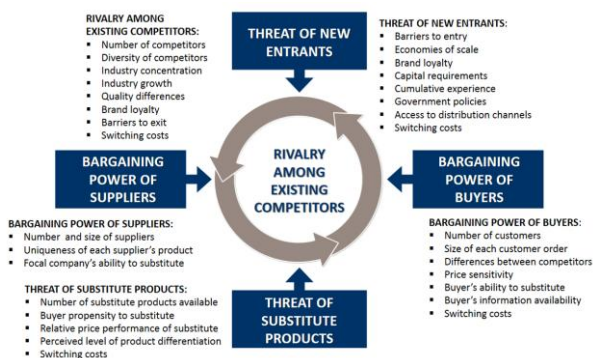 RIVALRY AMONG
EXISTING COMPETITORS:
▪ Number of competitors
▪ Diversity of competitors
▪ Industry concentration
▪ Industry growth
▪ Quality differences
▪ Brand loyalty
▪ Barriers to exit
▪ Switching costs
THREAT OF NEW
ENTRANTS
THREAT OF NEW ENTRANTS:
▪ Barriers to entry
▪ Economies of scale
▪ Brand loyalty
▪ Capital requirements
▪ Cumulative experience
▪ Government policies
▪ Access to distribution channels
▪ Switching costs
BARGAINING
POWER OF
SUPPLIERS
RIVALRY
AMONG
EXISTING
COMPETITORS
BARGAINING
POWER OF
BUYERS
BARGAINING POWER OF SUPPLIERS:
▪ Number and size of suppliers
▪ Uniqueness of each supplier's product
▪ Focal company's ability to substitute
BARGAINING POWER OF BUYERS:
▪ Number of customers
▪ Size of each customer order
▪ Differences between competitors
▪ Price sensitivity
▪ Buyer's ability to substitute
▪ Buyer's information availability
▪ Switching costs
THREAT OF SUBSTITUTE PRODUCTS:
▪ Number of substitute products available
▪ Buyer propensity to substitute
▪ Relative price performance of substitute
▪ Perceived level of product differentiation
▪ Switching costs
THREAT OF
SUBSTITUTE
PRODUCTS